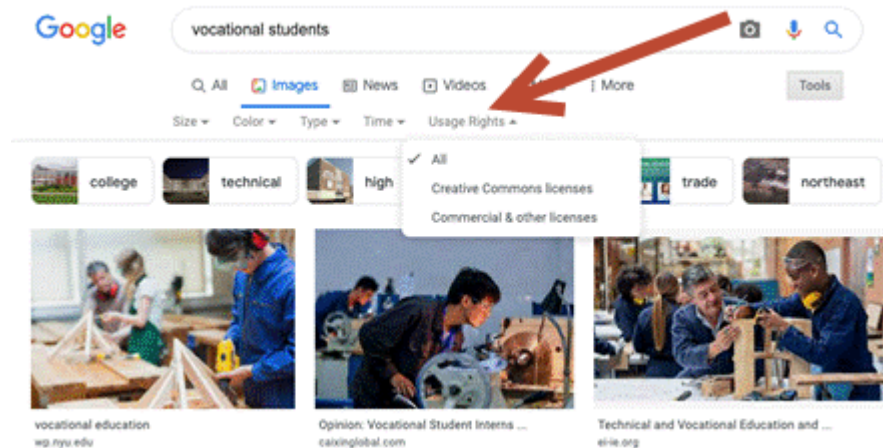 Google
vocational students
All Images News Videos More
Tools
Size Color Type Time Usage Rights
All
Creative Commons licenses
Commercial & other licenses
college technical high trade northeast
vocational education
wp.nyu.edu
Opinion: Vocational Student Interns ...
caixinglobal.com
Technical and Vocational Education and ...
ei-ie.org